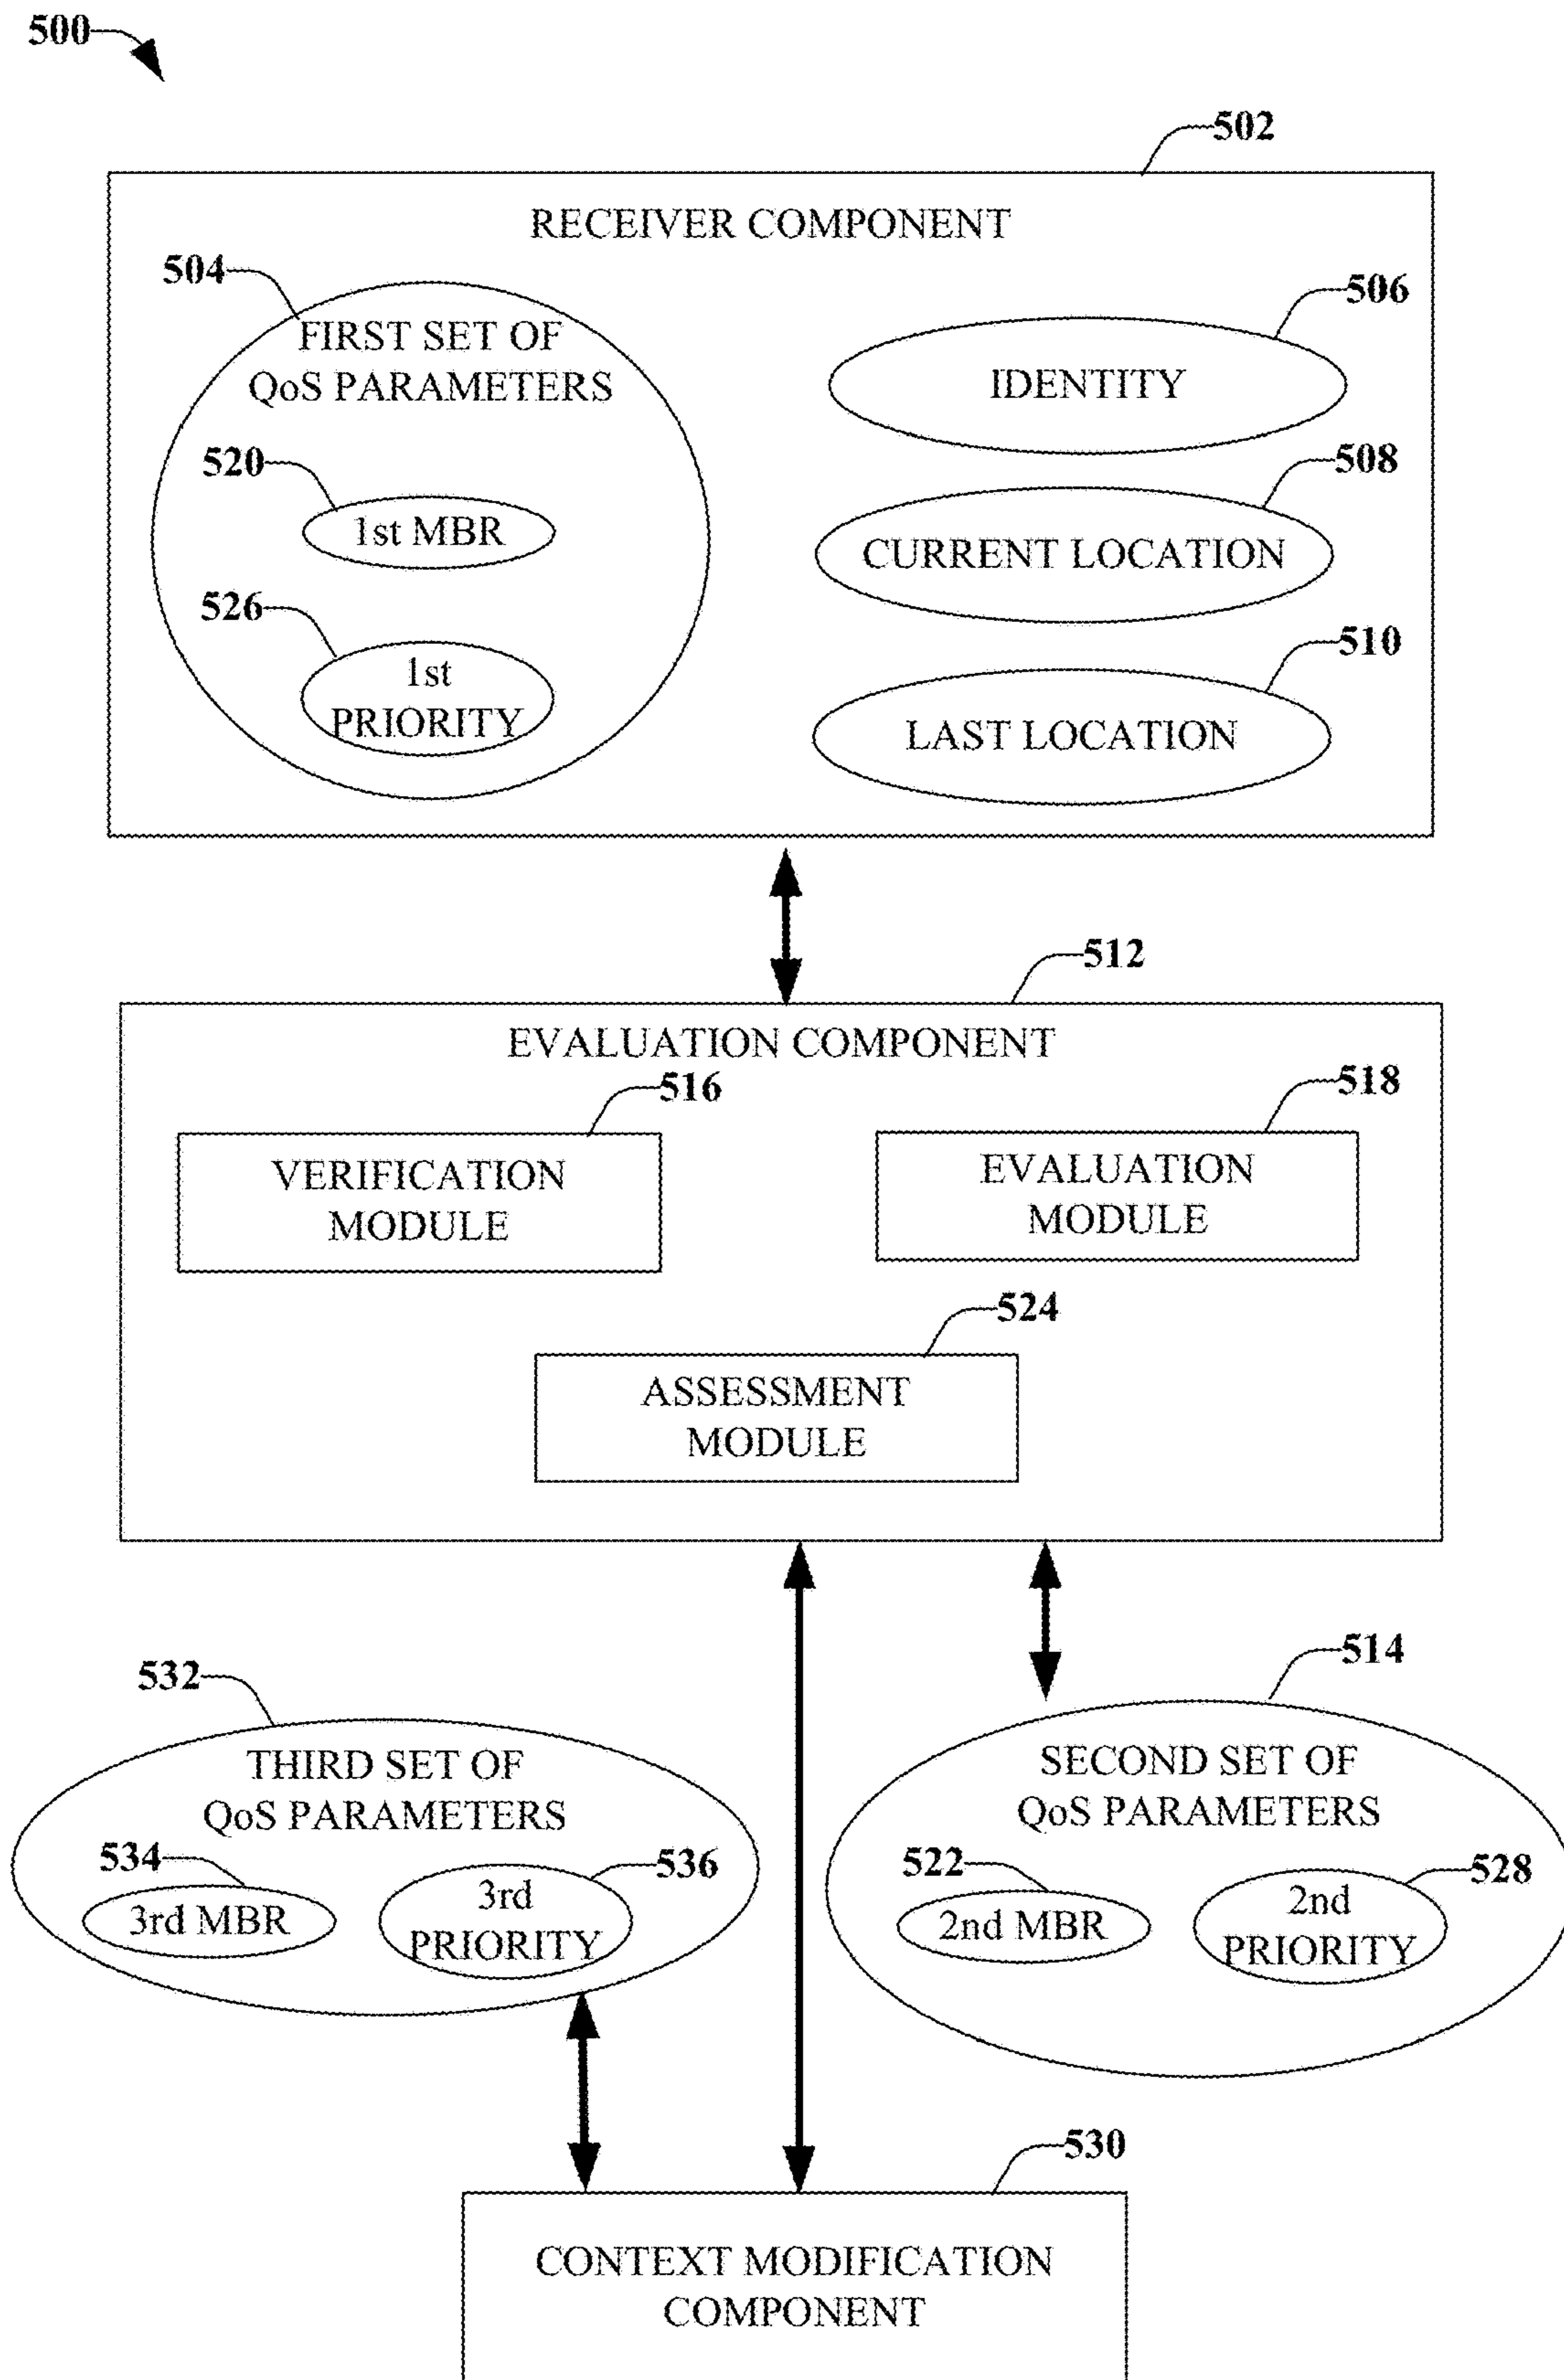 500
502
RECEIVER COMPONENT
504
FIRST SET OF
QoS PARAMETERS
506
IDENTITY
520
1st MBR
508
CURRENT LOCATION
526
1st
PRIORITY
510
LAST LOCATION
512
EVALUATION COMPONENT
516
VERIFICATION
MODULE
518
EVALUATION
MODULE
524
ASSESSMENT
MODULE
532
THIRD SET OF
QoS PARAMETERS
534
3rd MBR
536
3rd
PRIORITY
514
SECOND SET OF
QoS PARAMETERS
522
2nd MBR
528
2nd
PRIORITY
530
CONTEXT MODIFICATION
COMPONENT